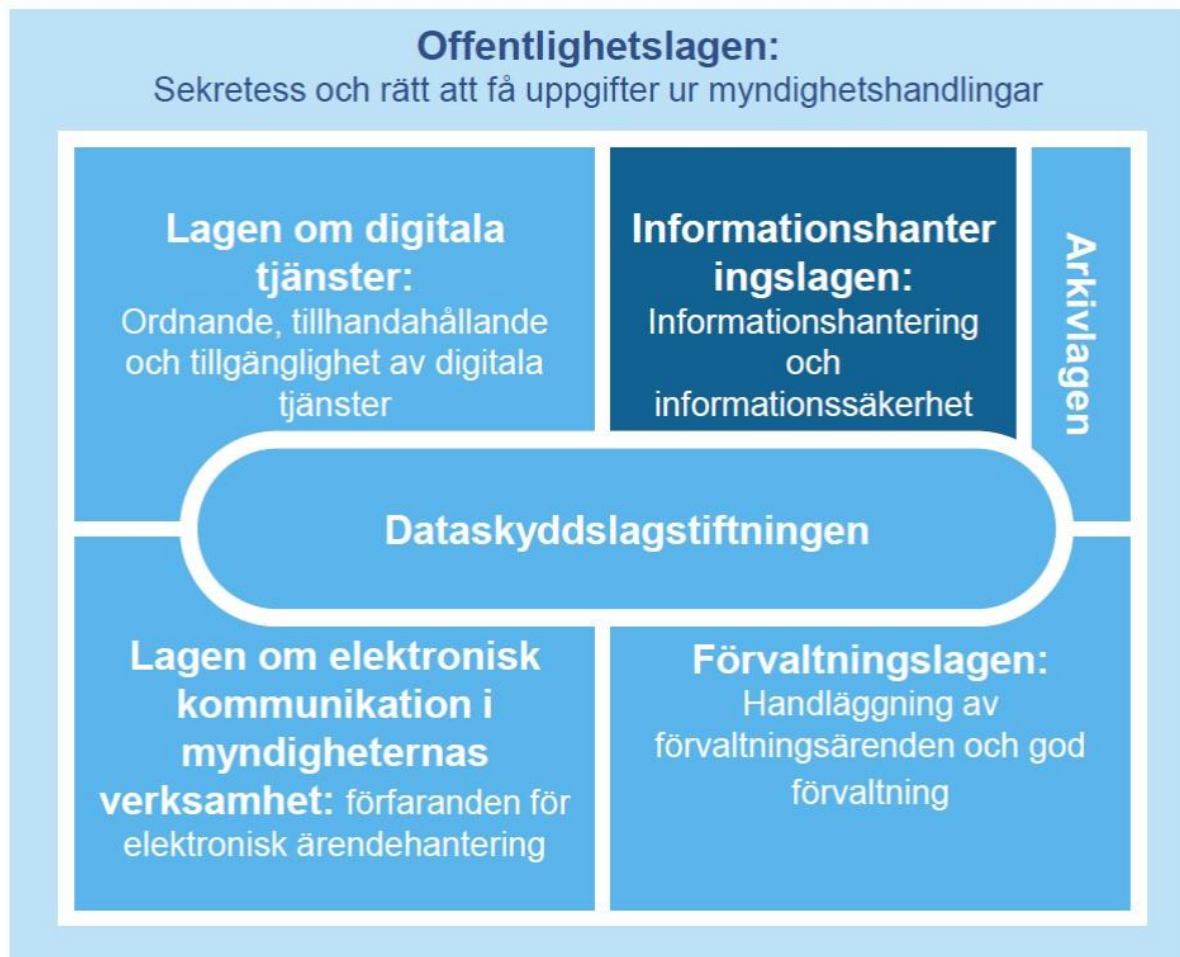 Offentlighetslagen:
Sekretess och rätt att få uppgifter ur myndighetshandlingar
Lagen om digitala
tjänster:
Ordnande, tillhandahållande
och tillgänglighet av digitala
tjänster
Informationshanter
ingslagen:
Informationshantering
och
informationssäkerhet
Arkivlagen
Dataskyddslagstiftningen
Lagen om elektronisk
kommunikation i
myndigheternas
verksamhet: förfaranden för
elektronisk ärendehantering
Förvaltningslagen:
Handläggning av
förvaltningsärenden och god
förvaltning